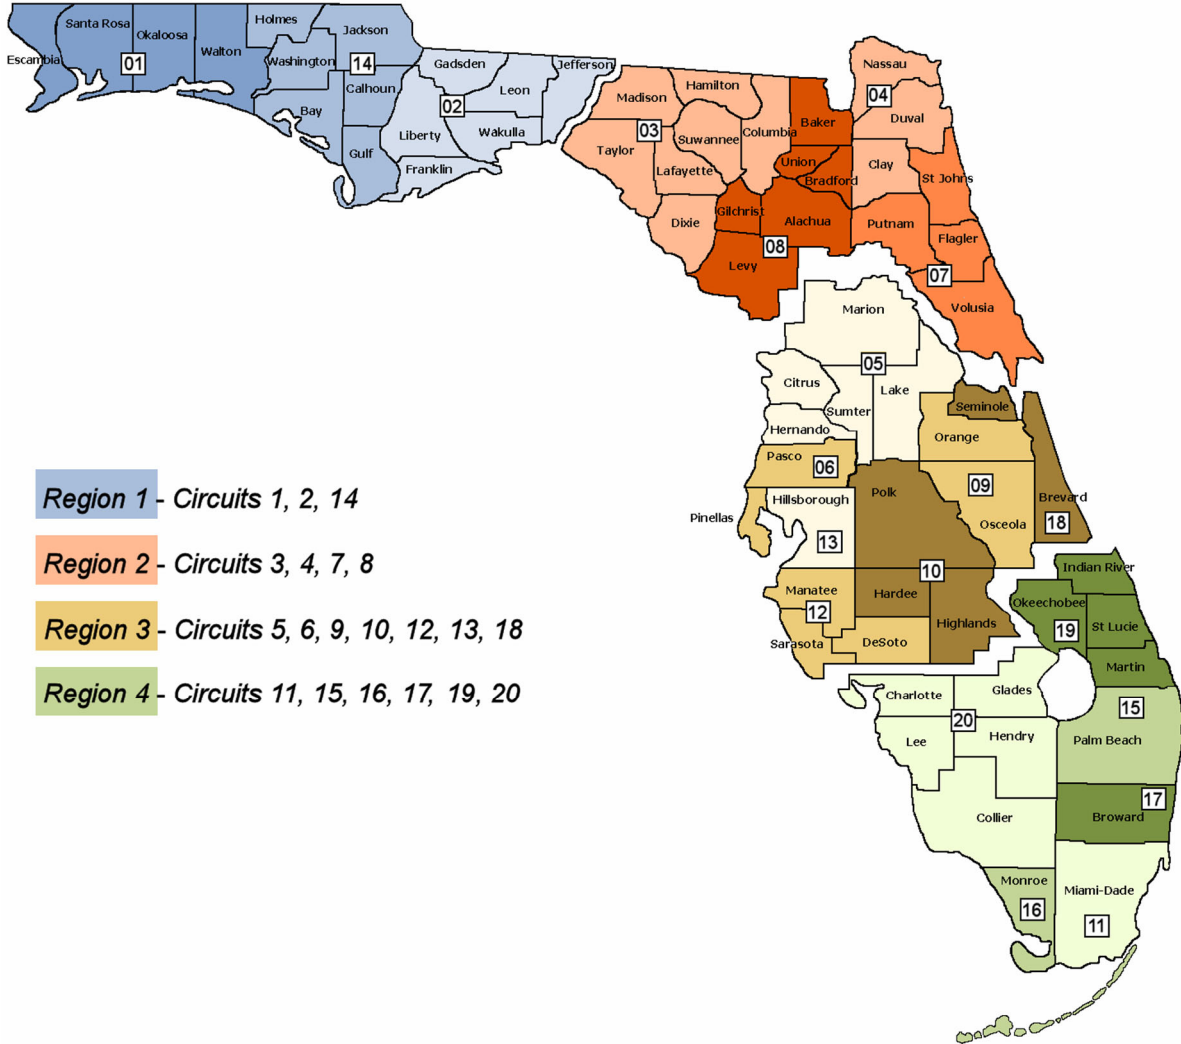 Escambia
Santa Rosa
Okaloosa
Walton
01
Holmes
Jackson
Washington
14
Calhoun
Bay
Gulf
Gadsden
Leon
Jefferson
02
Liberty
Wakulla
Franklin
Madison
Hamilton
03
Suwannee
Columbia
Taylor
Lafayette
Dixie
Baker
Union
Bradford
Gilchrist
Alachua
08
Levy
Nassau
04
Duval
Clay
St Johns
Putnam
Flagler
07
Volusia
Marion
05
Citrus
Lake
Sumter
Hernando
Seminole
Orange
Pasco
06
09
Osceola
Polk
Brevard
18
Pinellas
Hillsborough
13
10
Manatee
12
Sarasota
Hardee
Highlands
DeSoto
Indian River
Okeechobee
19
St Lucie
Martin
Region 1 - Circuits 1, 2, 14
Region 2 - Circuits 3, 4, 7, 8
Region 3 - Circuits 5, 6, 9, 10, 12, 13, 18
Region 4 - Circuits 11, 15, 16, 17, 19, 20
Charlotte
Glades
20
Lee
Hendry
Collier
15
Palm Beach
17
Broward
Monroe
16
Miami-Dade
11